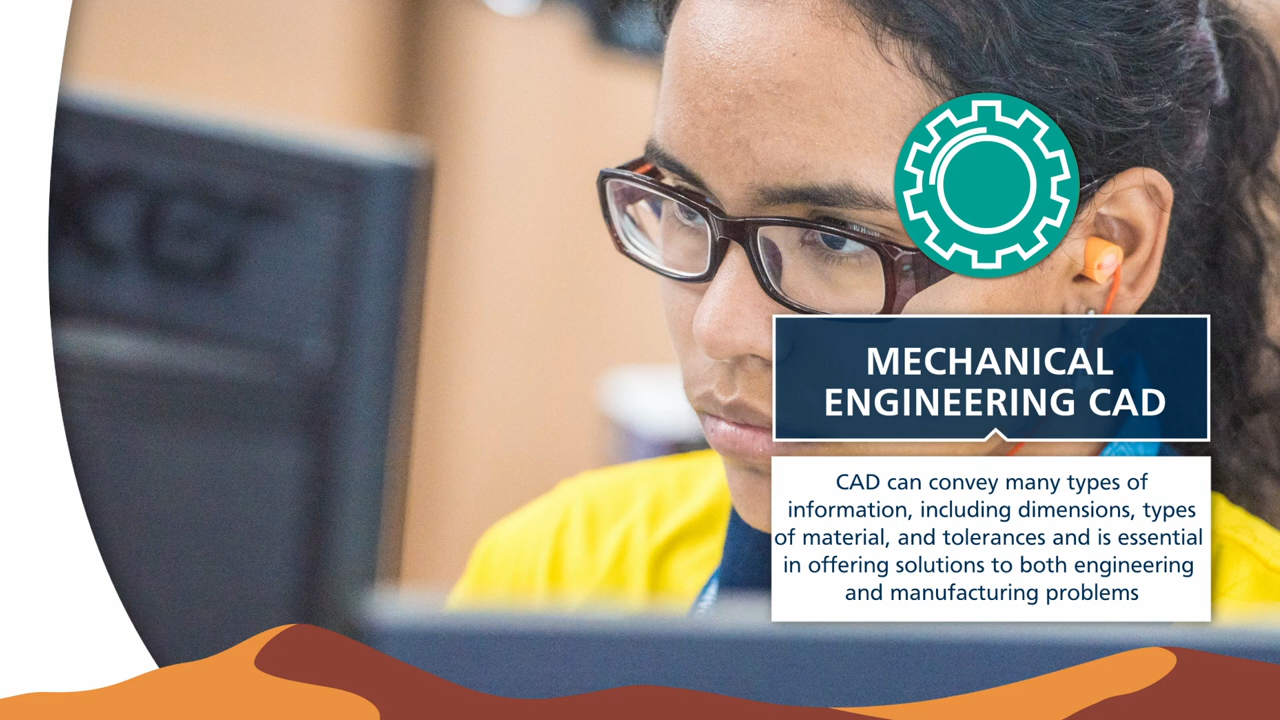 MECHANICAL
ENGINEERING CAD
CAD can convey many types of
information, including dimensions, types
of material, and tolerances and is essential
in offering solutions to both engineering
and manufacturing problems